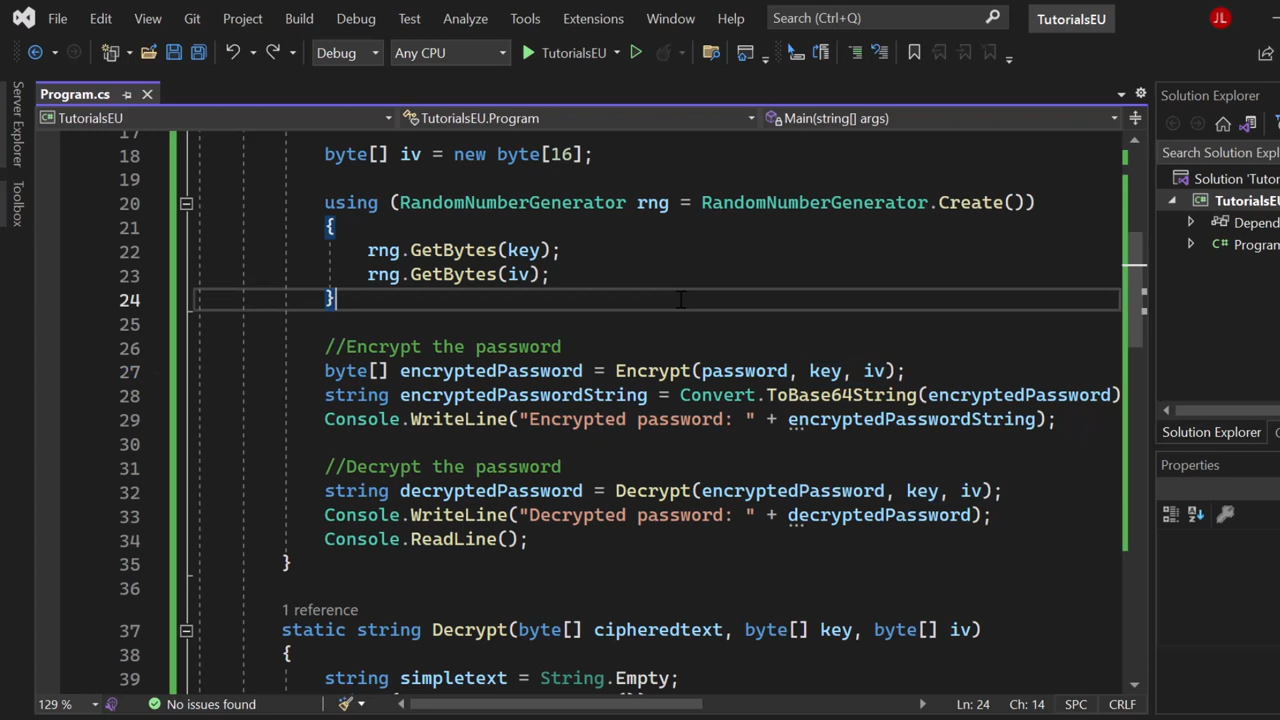 File Edit View Git Project Build Debug Test Analyze Tools Extensions Window Help Search (Ctrl+Q) TutorialsEU JL
Debug Any CPU TutorialsEU
Program.cs
TutorialsEU TutorialsEU.Program Main(string[] args)
Server Explorer
Toolbox
17
18 byte[] iv = new byte[16];
19
20 using (RandomNumberGenerator rng = RandomNumberGenerator.Create())
21 {
22 rng.GetBytes(key);
23 rng.GetBytes(iv);
24 }
25
26 //Encrypt the password
27 byte[] encryptedPassword = Encrypt(password, key, iv);
28 string encryptedPasswordString = Convert.ToBase64String(encryptedPassword)
29 Console.WriteLine("Encrypted password: " + encryptedPasswordString);
30
31 //Decrypt the password
32 string decryptedPassword = Decrypt(encryptedPassword, key, iv);
33 Console.WriteLine("Decrypted password: " + decryptedPassword);
34 Console.ReadLine();
35 }
36
1 reference
37 static string Decrypt(byte[] cipheredtext, byte[] key, byte[] iv)
38 {
39 string simpletext = String.Empty;
129 % No issues found Ln: 24 Ch: 14 SPC CRLF
Solution Explorer
Search Solution Explo
Solution 'Tutor
TutorialsEU
Depend
Program
Solution Explorer
Properties